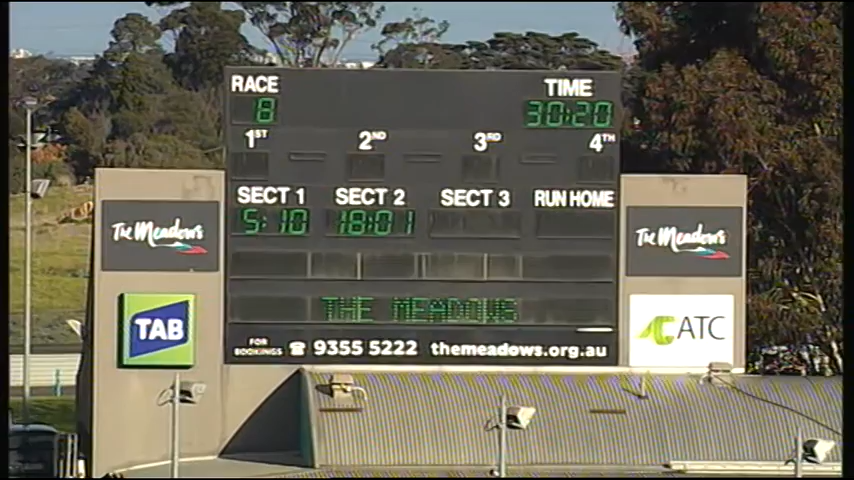 RACE TIME
8 30:20
1ST 2ND 3RD 4TH
SECT 1 SECT 2 SECT 3 RUN HOME
5:10 18:01
The Meadows The Meadows
THE MEADOWS
TAB ATC
FOR BOOKINGS ☎ 9355 5222 themeadows.org.au